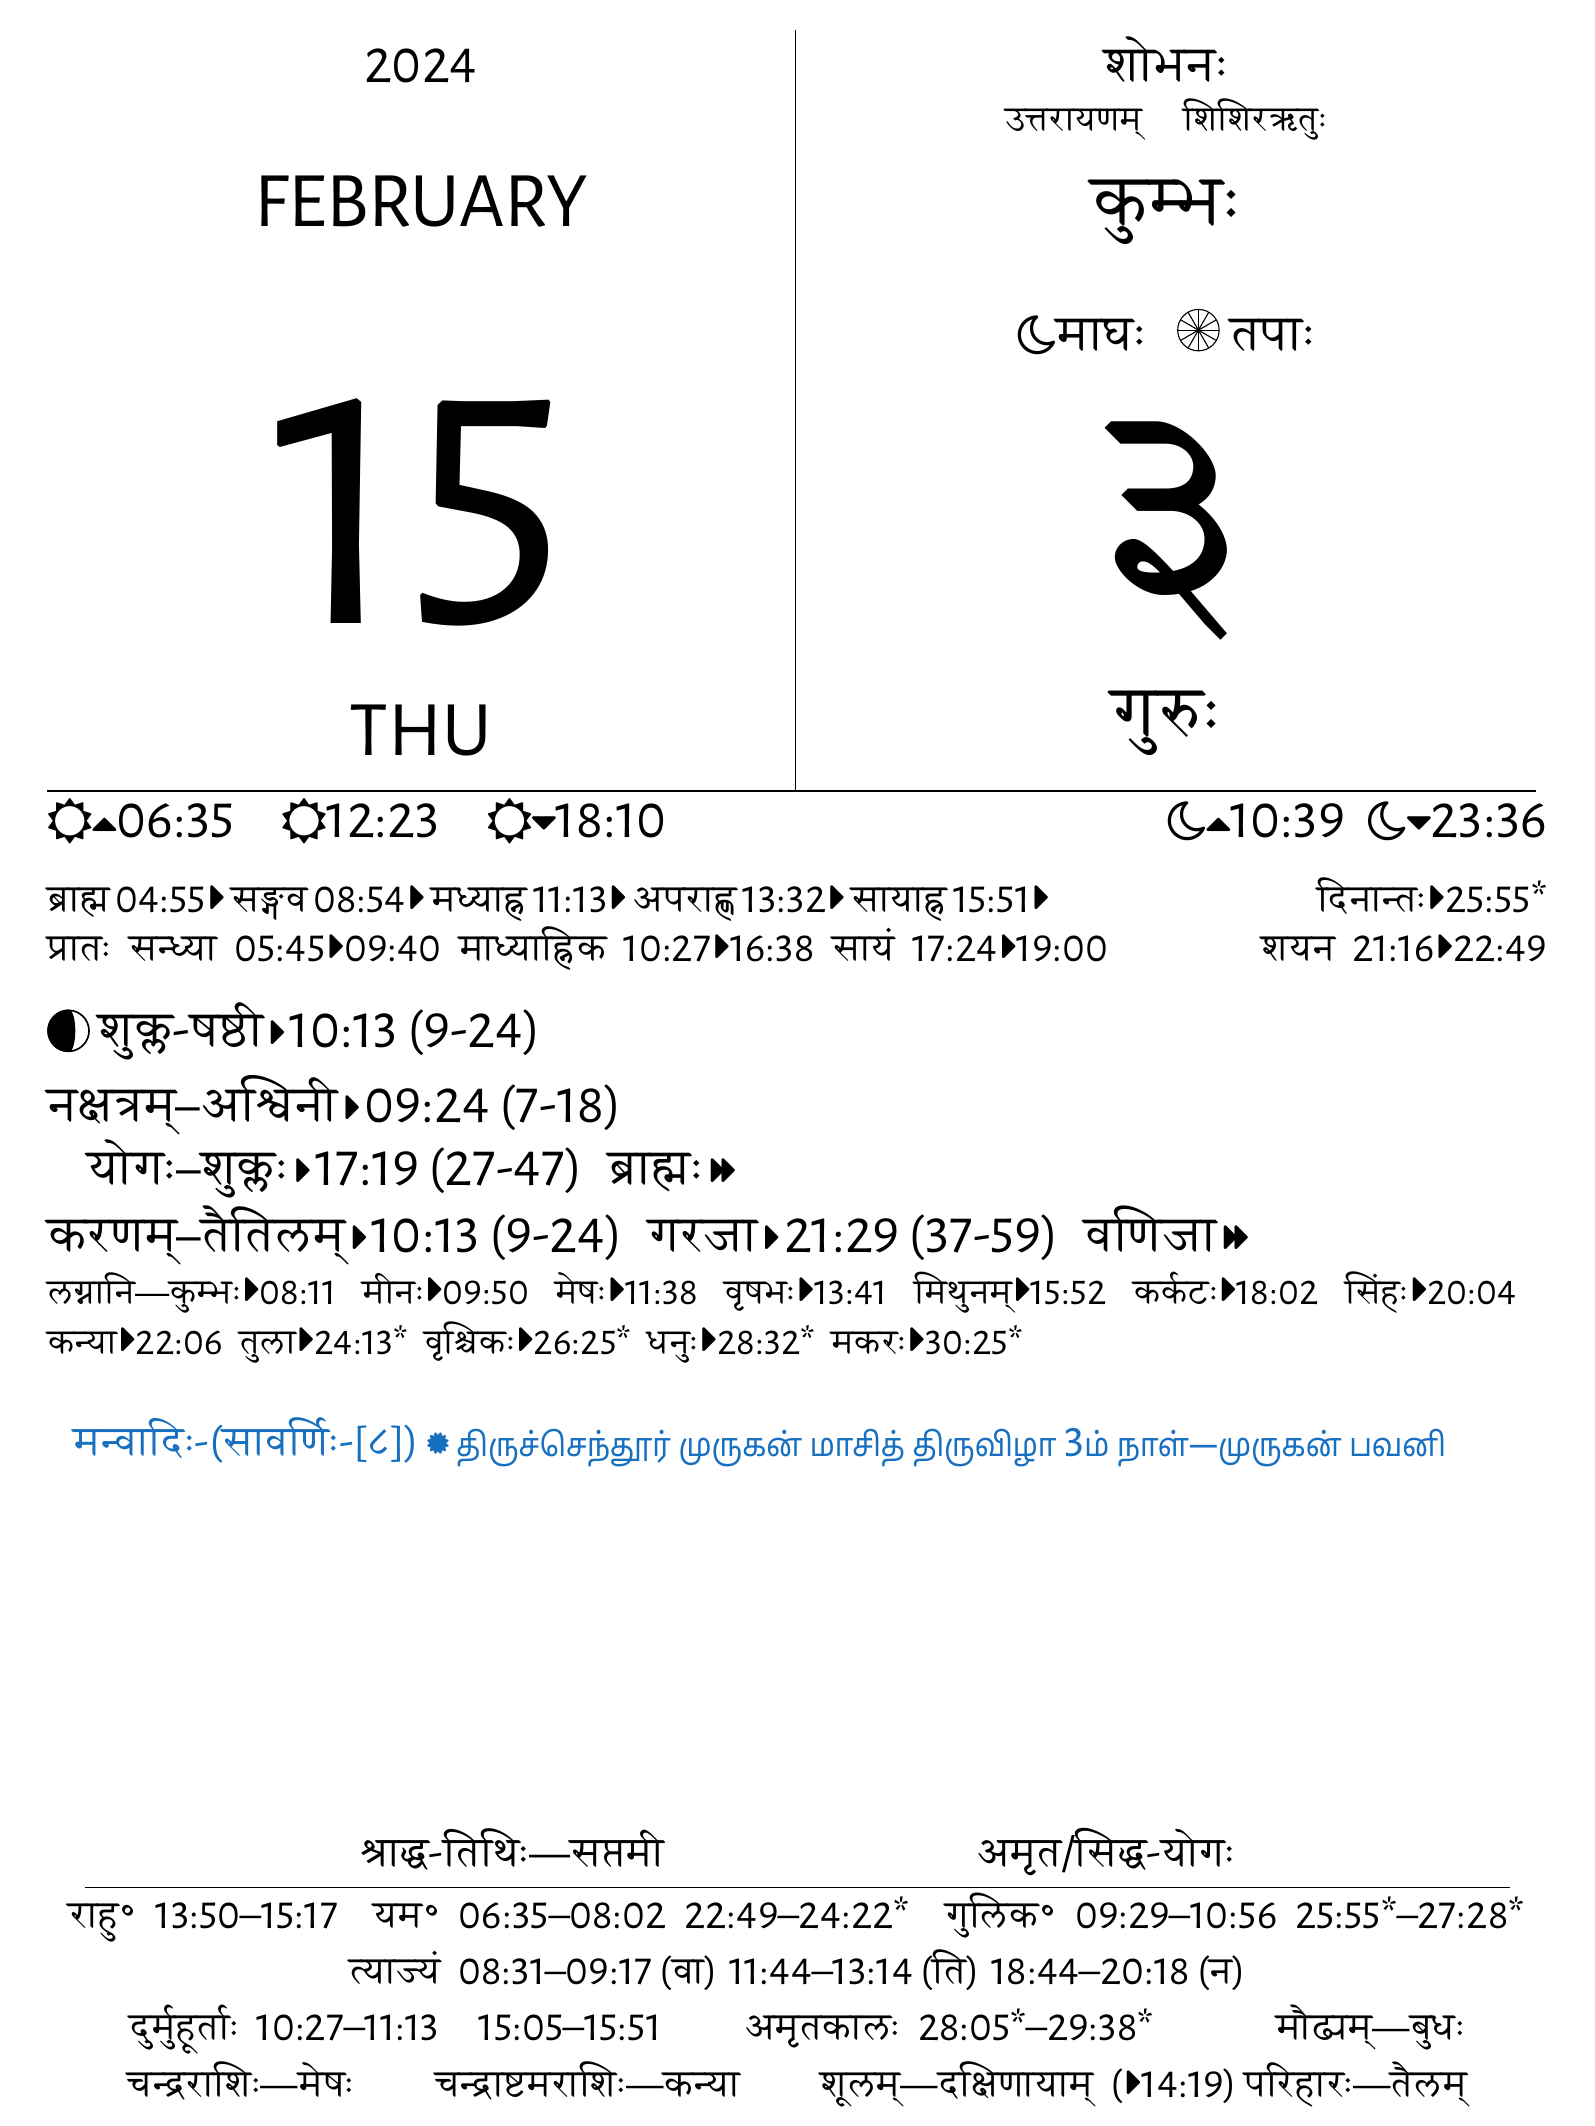 2024
FEBRUARY
15
THU
शोभनः
उत्तरायणम् शिशिरऋतुः
कुम्भः
माघः तपाः
३
गुरुः
06:35 12:23 18:10 10:39 23:36
ब्राह्म 04:55 सङ्गव 08:54 मध्याह्न 11:13 अपराह्ण 13:32 सायाह्न 15:51 दिनान्तः 25:55*
प्रातः सन्ध्या 05:45 09:40 माध्याह्निक 10:27 16:38 सायं 17:24 19:00 शयन 21:16 22:49
शुक्ल-षष्ठी 10:13 (9-24)
नक्षत्रम्–अश्विनी 09:24 (7-18)
योगः–शुक्लः 17:19 (27-47) ब्राह्मः
करणम्–तैतिलम् 10:13 (9-24) गरजा 21:29 (37-59) वणिजा
लग्नानि—कुम्भः 08:11 मीनः 09:50 मेषः 11:38 वृषभः 13:41 मिथुनम् 15:52 कर्कटः 18:02 सिंहः 20:04
कन्या 22:06 तुला 24:13* वृश्चिकः 26:25* धनुः 28:32* मकरः 30:25*
मन्वादिः-(सावर्णिः-[८]) திருச்செந்தூர் முருகன் மாசித் திருவிழா 3ம் நாள்—முருகன் பவனி
श्राद्ध-तिथिः—सप्तमी अमृत/सिद्ध-योगः
राहु॰ 13:50–15:17 यम॰ 06:35–08:02 22:49–24:22* गुलिक॰ 09:29–10:56 25:55*–27:28*
त्याज्यं 08:31–09:17 (वा) 11:44–13:14 (ति) 18:44–20:18 (न)
दुर्मुहूर्ताः 10:27–11:13 15:05–15:51 अमृतकालः 28:05*–29:38* मौढ्यम्—बुधः
चन्द्रराशिः—मेषः चन्द्राष्टमराशिः—कन्या शूलम्—दक्षिणायाम् (14:19) परिहारः—तैलम्